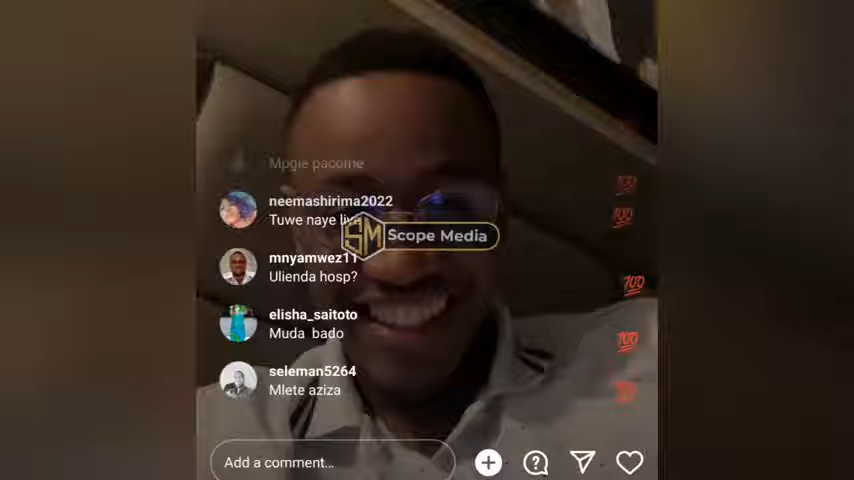 Mpgie pacome
neemashirima2022
Tuwe naye live
SM Scope Media
mnyamwez11
Ulienda hosp?
elisha_saitoto
Muda bado
seleman5264
Mlete aziza
Add a comment...
💯
💯
💯
💯
💯